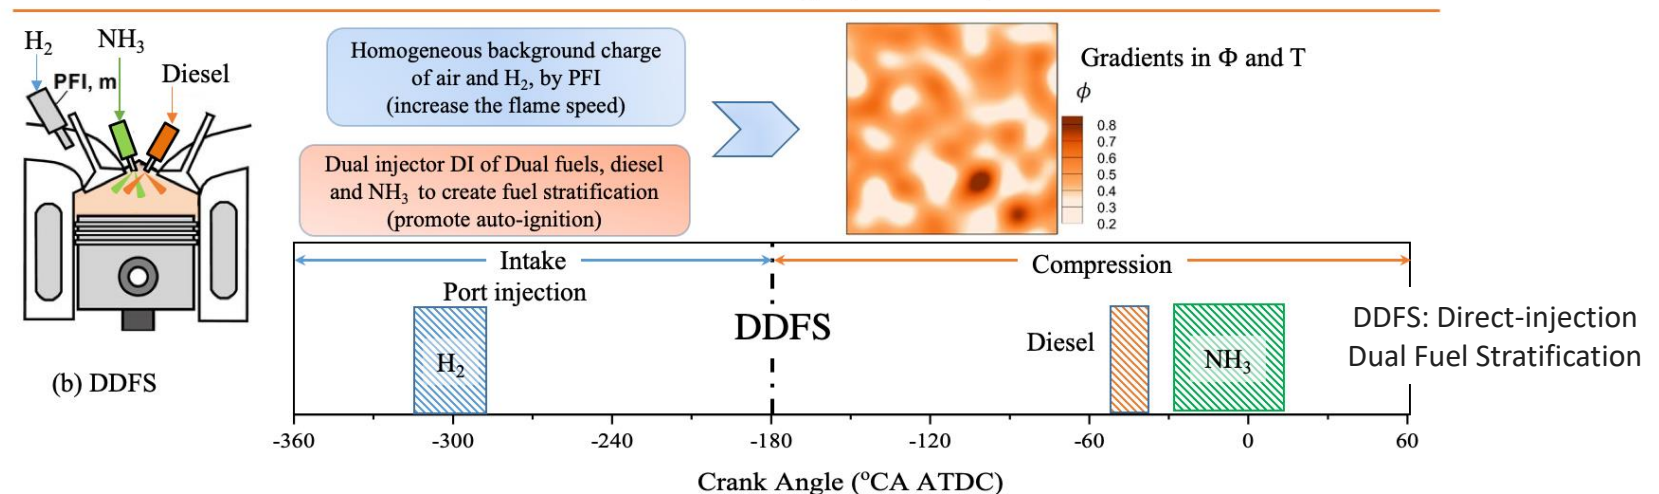 H₂
NH₃
Diesel
PFI, m
(b) DDFS
Homogeneous background charge
of air and H₂, by PFI
(increase the flame speed)
Dual injector DI of Dual fuels, diesel
and NH₃ to create fuel stratification
(promote auto-ignition)
Gradients in Φ and T
ϕ
0.8
0.7
0.6
0.5
0.4
0.3
0.2
Intake
Compression
Port injection
DDFS
H₂
Diesel
NH₃
DDFS: Direct-injection
Dual Fuel Stratification
-360
-300
-240
-180
-120
-60
0
60
Crank Angle (ºCA ATDC)